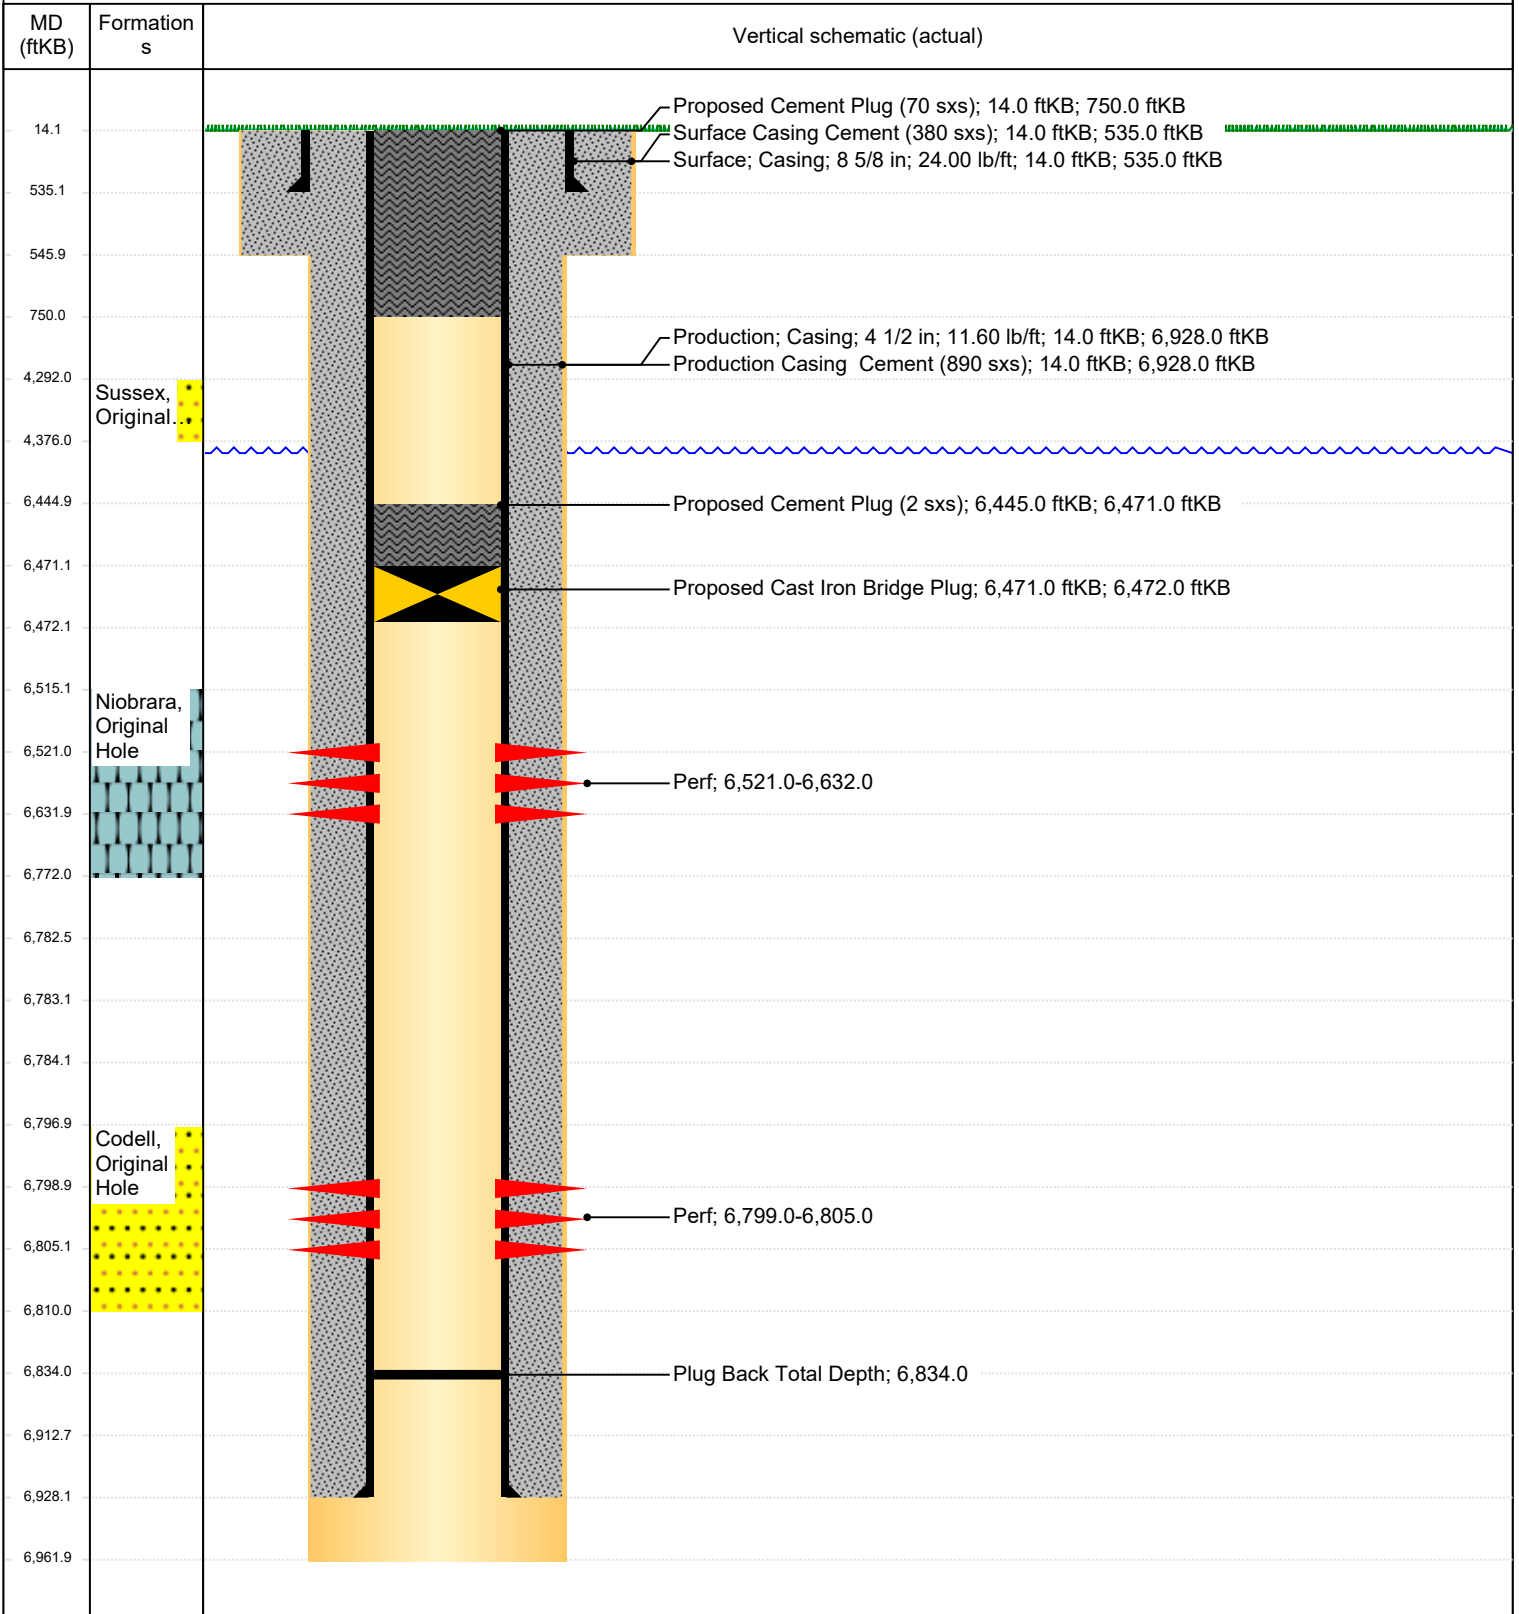 MD
(ftKB)
Formation
s
Vertical schematic (actual)
Proposed Cement Plug (70 sxs); 14.0 ftKB; 750.0 ftKB
14.1
Surface Casing Cement (380 sxs); 14.0 ftKB; 535.0 ftKB
Surface; Casing; 8 5/8 in; 24.00 lb/ft; 14.0 ftKB; 535.0 ftKB
535.1
545.9
750.0
Production; Casing; 4 1/2 in; 11.60 lb/ft; 14.0 ftKB; 6,928.0 ftKB
Production Casing  Cement (890 sxs); 14.0 ftKB; 6,928.0 ftKB
4,292.0
Sussex,
Original...
4,376.0
6,444.9
Proposed Cement Plug (2 sxs); 6,445.0 ftKB; 6,471.0 ftKB
6,471.1
Proposed Cast Iron Bridge Plug; 6,471.0 ftKB; 6,472.0 ftKB
6,472.1
6,515.1
Niobrara,
Original
Hole
6,521.0
Perf; 6,521.0-6,632.0
6,631.9
6,772.0
6,782.5
6,783.1
6,784.1
6,796.9
Codell,
Original
Hole
6,798.9
Perf; 6,799.0-6,805.0
6,805.1
6,810.0
6,834.0
Plug Back Total Depth; 6,834.0
6,912.7
6,928.1
6,961.9